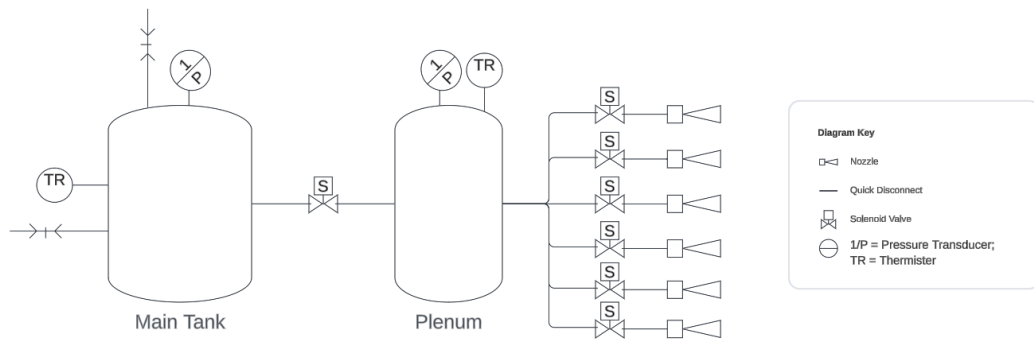 1/P
1/P
TR
TR
S
S
S
S
S
S
S
Main Tank
Plenum
Diagram Key
Nozzle
Quick Disconnect
Solenoid Valve
1/P = Pressure Transducer;
TR = Thermister